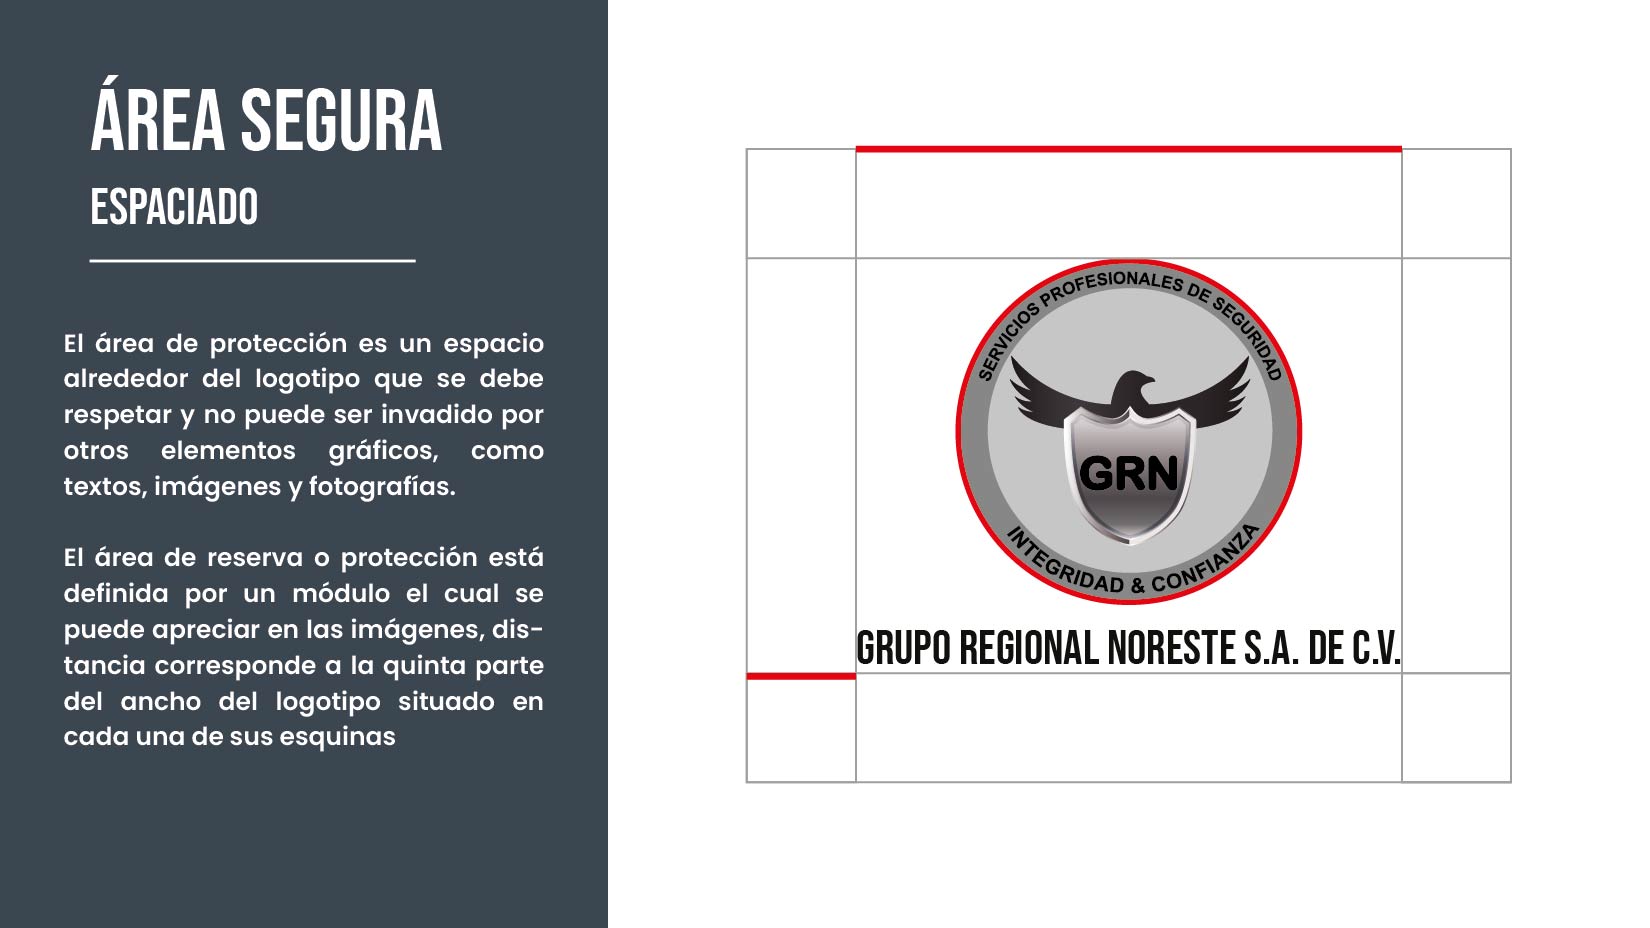 ÁREA SEGURA
ESPACIADO
El área de protección es un espacio
alrededor del logotipo que se debe
respetar y no puede ser invadido por
otros elementos gráficos, como
textos, imágenes y fotografías.
El área de reserva o protección está
definida por un módulo el cual se
puede apreciar en las imágenes, dis-
tancia corresponde a la quinta parte
del ancho del logotipo situado en
cada una de sus esquinas
SERVICIOS PROFESIONALES DE SEGURIDAD
GRN
INTEGRIDAD & CONFIANZA
GRUPO REGIONAL NORESTE S.A. DE C.V.